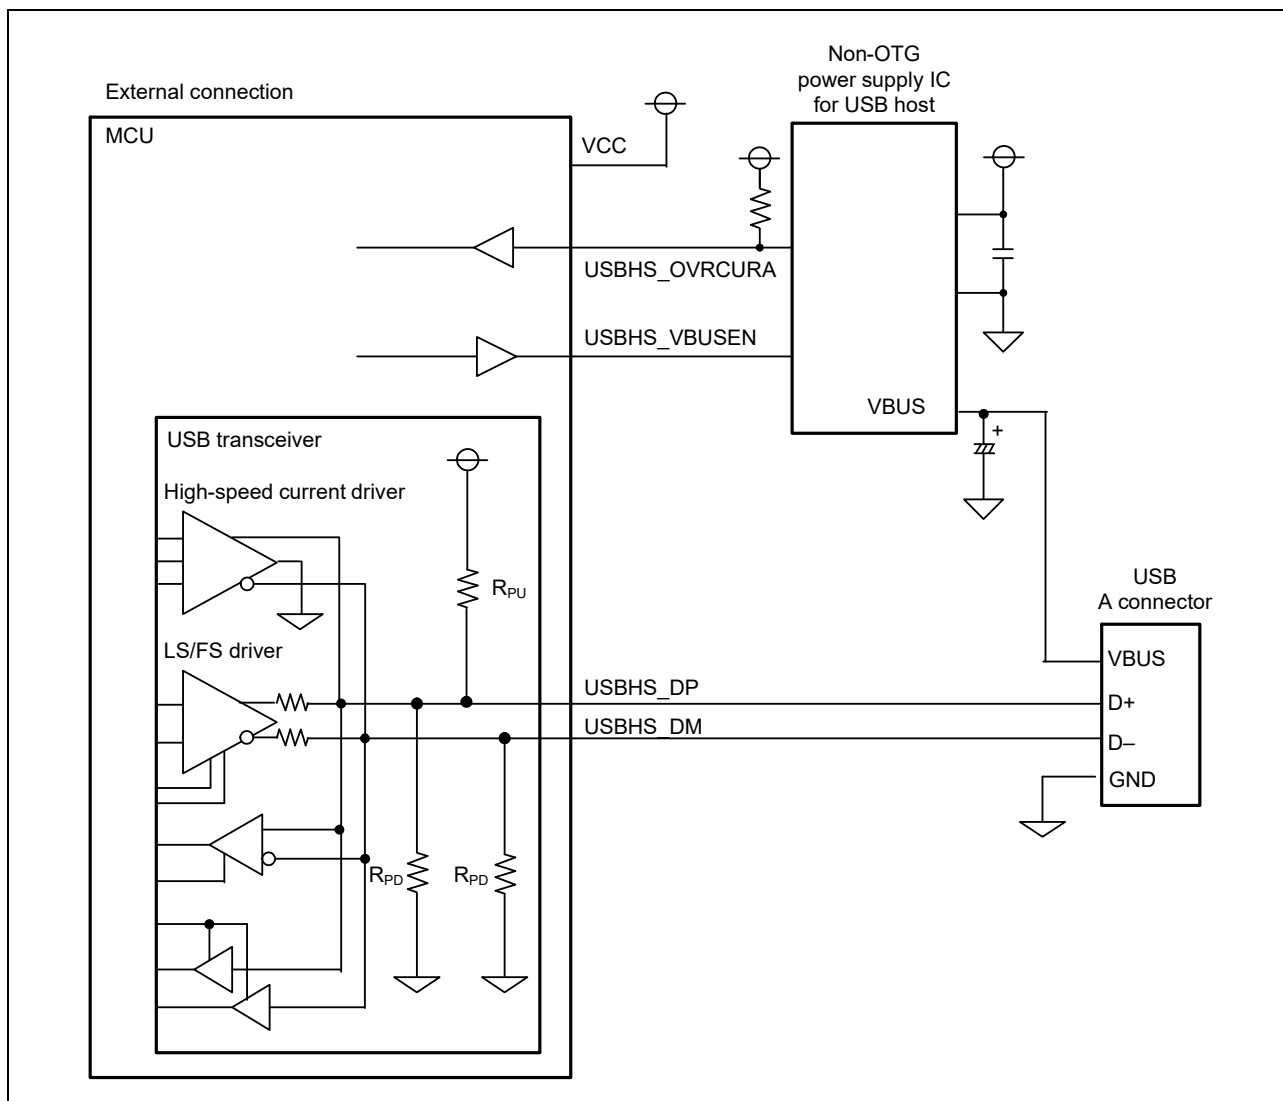 Non-OTG
power supply IC
for USB host
External connection
MCU
VCC
USBHS_OVRCURA
USBHS_VBUSEN
VBUS
+
USB transceiver
High-speed current driver
RPU
USB
A connector
LS/FS driver
VBUS
USBHS_DP
D+
USBHS_DM
D–
GND
RPD
RPD